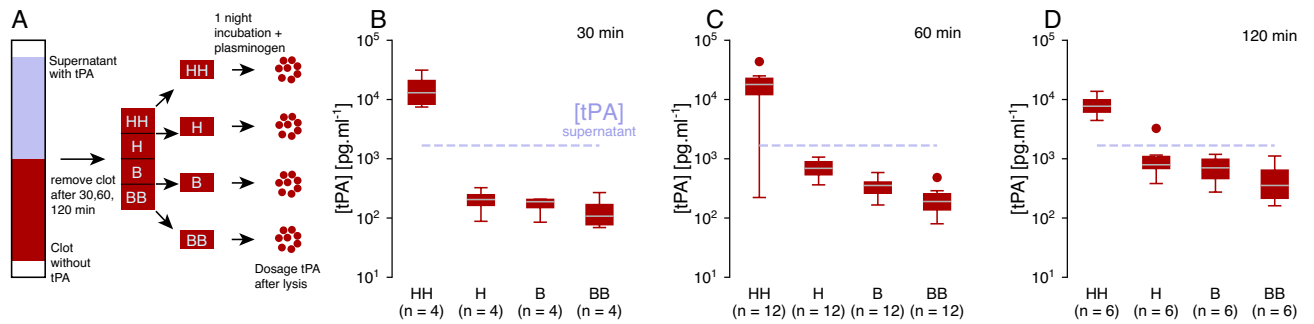 A
Supernatant
with tPA
Clot
without
tPA
remove clot
after 30,60,
120 min
HH
H
B
BB
HH
H
B
BB
1 night
incubation +
plasminogen
Dosage tPA
after lysis
B
30 min
[tPA] [pg.ml-1]
10^5
10^4
10^3
10^2
10^1
[tPA]
supernatant
HH H B BB
(n = 4) (n = 4) (n = 4) (n = 4)
C
60 min
[tPA] [pg.ml-1]
10^5
10^4
10^3
10^2
10^1
HH H B BB
(n = 12) (n = 12) (n = 12) (n = 12)
D
120 min
[tPA] [pg.ml-1]
10^5
10^4
10^3
10^2
10^1
HH H B BB
(n = 6) (n = 6) (n = 6) (n = 6)